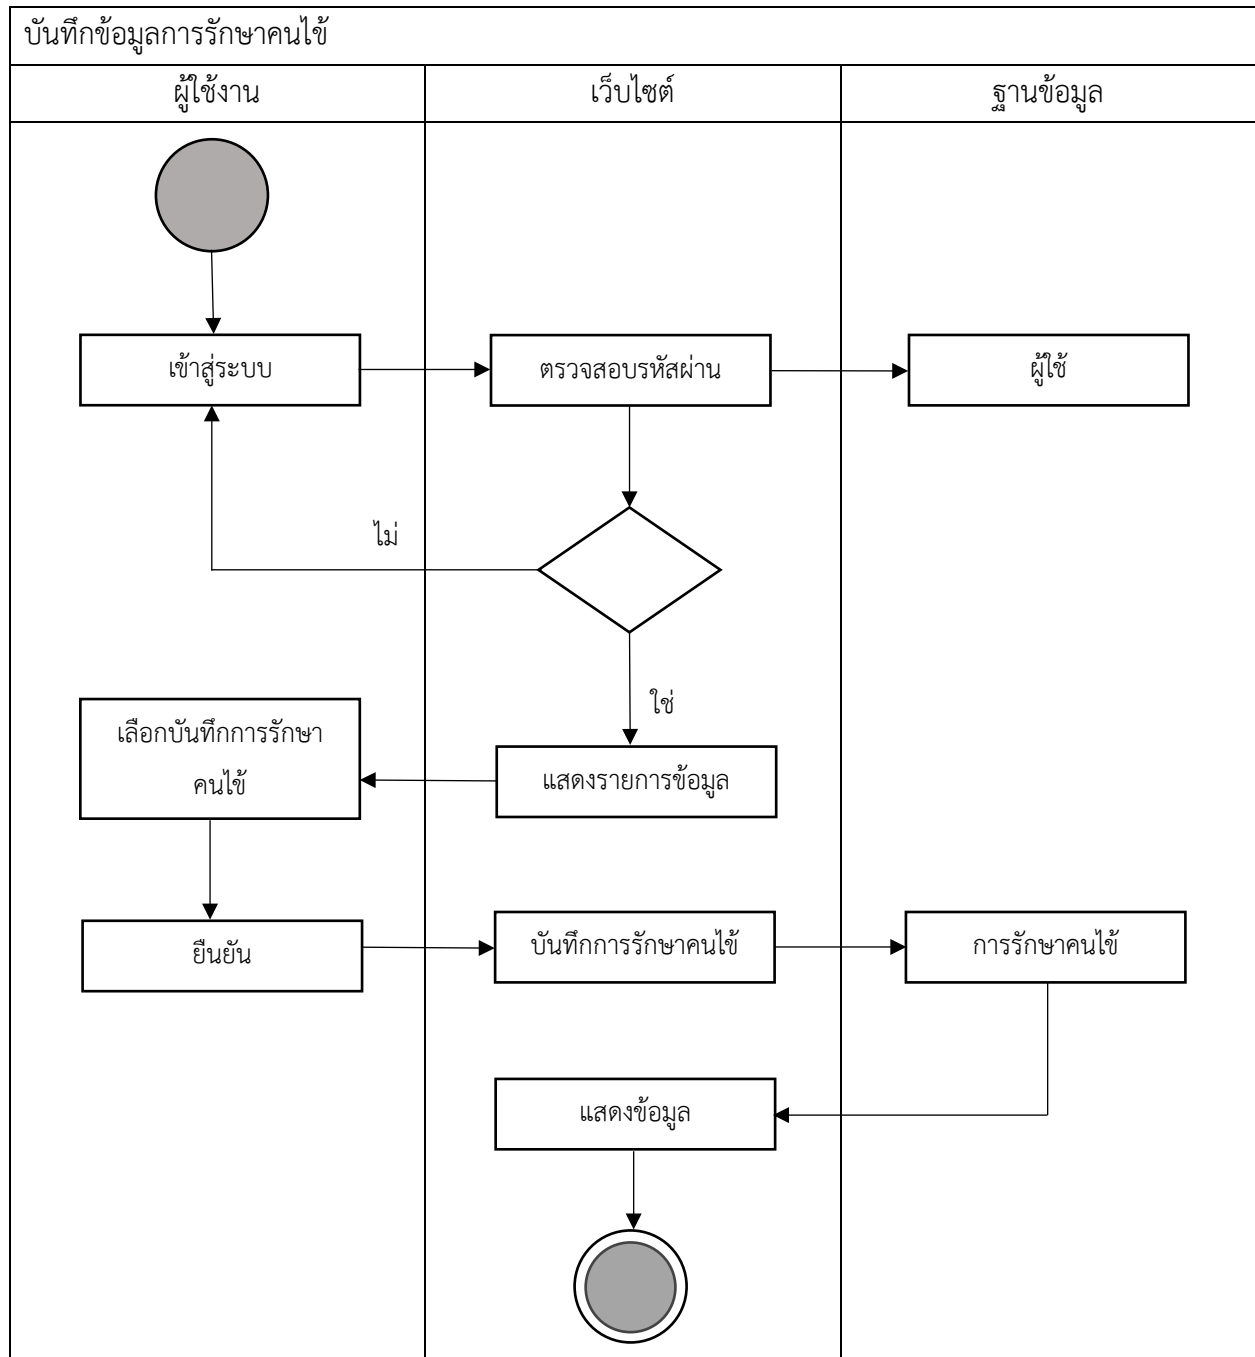 บันทึกข้อมูลการรักษาคนไข้
ผู้ใช้งาน
เว็บไซต์
ฐานข้อมูล
เข้าสู่ระบบ
ตรวจสอบรหัสผ่าน
ผู้ใช้
ไม่
ใช่
เลือกบันทึกการรักษา
คนไข้
แสดงรายการข้อมูล
ยืนยัน
บันทึกการรักษาคนไข้
การรักษาคนไข้
แสดงข้อมูล